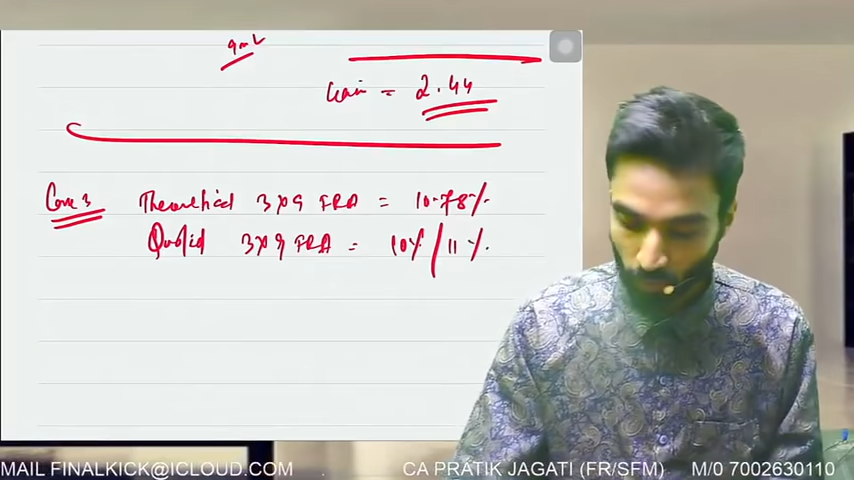 9mL
Gain = 2.44
Case 3 Theoretical 3X9 FRA = 10.78%
Quoted 3X9 FRA = 10% / 11%.
MAIL FINALKICK@ICLOUD.COM CA PRATIK JAGATI (FR/SFM) M/0 7002630110